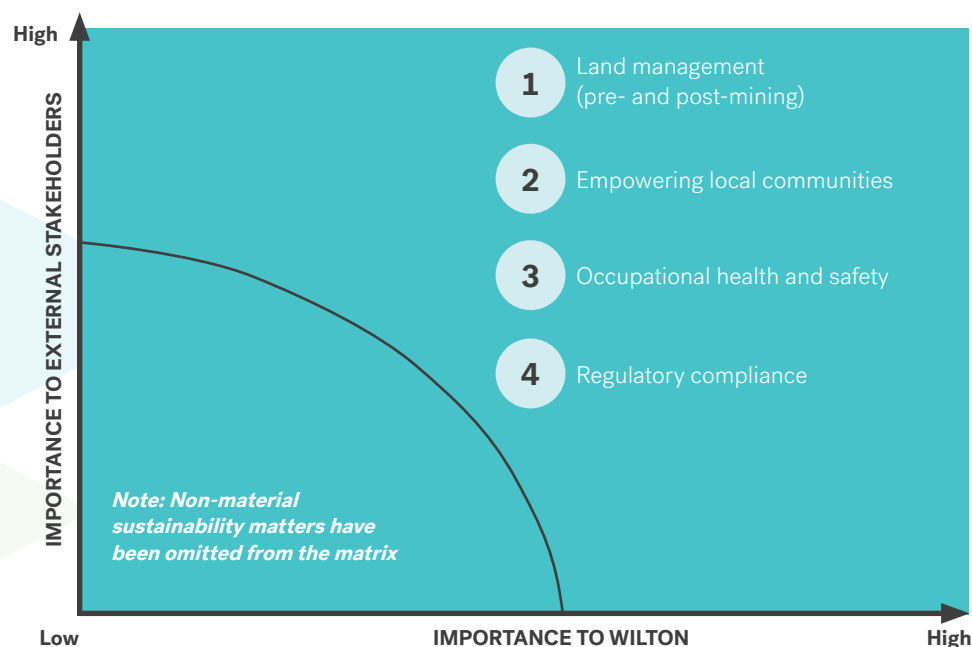 High
IMPORTANCE TO EXTERNAL STAKEHOLDERS
1
Land management
(pre- and post-mining)
2
Empowering local communities
3
Occupational health and safety
4
Regulatory compliance
Note: Non-material
sustainability matters have
been omitted from the matrix
Low
IMPORTANCE TO WILTON
High